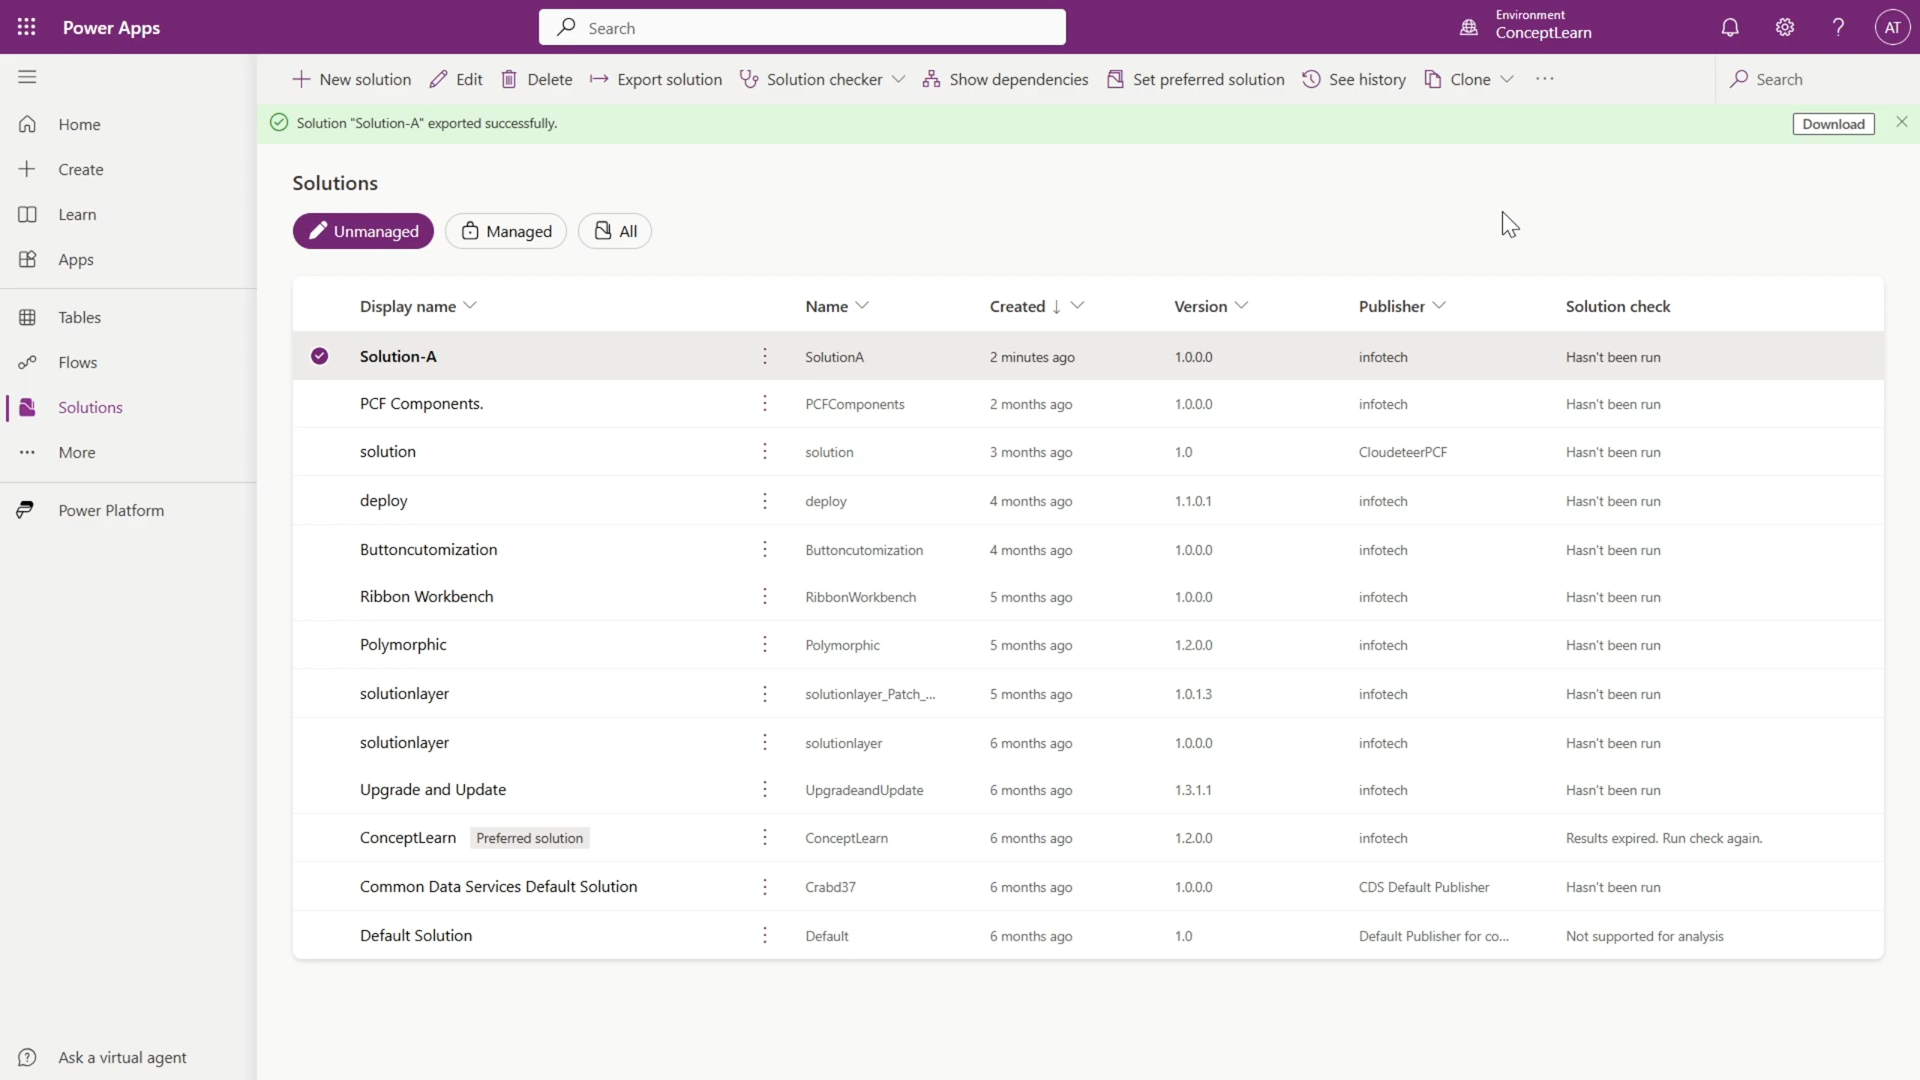 Power Apps
Search
Environment
ConceptLearn
AT
New solution Edit Delete Export solution Solution checker Show dependencies Set preferred solution See history Clone Search
Solution "Solution-A" exported successfully. Download
Home
Create
Learn
Apps
Tables
Flows
Solutions
More
Power Platform
Ask a virtual agent
Solutions
Unmanaged Managed All
Display name Name Created Version Publisher Solution check
Solution-A SolutionA 2 minutes ago 1.0.0.0 infotech Hasn't been run
PCF Components. PCFComponents 2 months ago 1.0.0.0 infotech Hasn't been run
solution solution 3 months ago 1.0 CloudeteerPCF Hasn't been run
deploy deploy 4 months ago 1.1.0.1 infotech Hasn't been run
Buttoncutomization Buttoncutomization 4 months ago 1.0.0.0 infotech Hasn't been run
Ribbon Workbench RibbonWorkbench 5 months ago 1.0.0.0 infotech Hasn't been run
Polymorphic Polymorphic 5 months ago 1.2.0.0 infotech Hasn't been run
solutionlayer solutionlayer_Patch_... 5 months ago 1.0.1.3 infotech Hasn't been run
solutionlayer solutionlayer 6 months ago 1.0.0.0 infotech Hasn't been run
Upgrade and Update UpgradeandUpdate 6 months ago 1.3.1.1 infotech Hasn't been run
ConceptLearn Preferred solution ConceptLearn 6 months ago 1.2.0.0 infotech Results expired. Run check again.
Common Data Services Default Solution Crabd37 6 months ago 1.0.0.0 CDS Default Publisher Hasn't been run
Default Solution Default 6 months ago 1.0 Default Publisher for co... Not supported for analysis